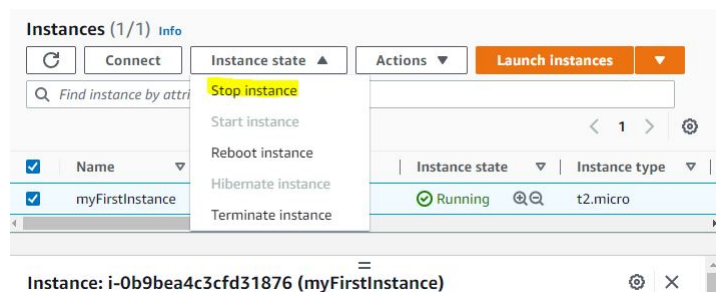 Instances (1/1) Info
Connect Instance state ▲ Actions ▼ Launch instances ▼
Find instance by attri
Stop instance
Start instance
< 1 >
Reboot instance
Name Instance state Instance type
Hibernate instance
myFirstInstance Running t2.micro
Terminate instance
Instance: i-0b9bea4c3cfd31876 (myFirstInstance)